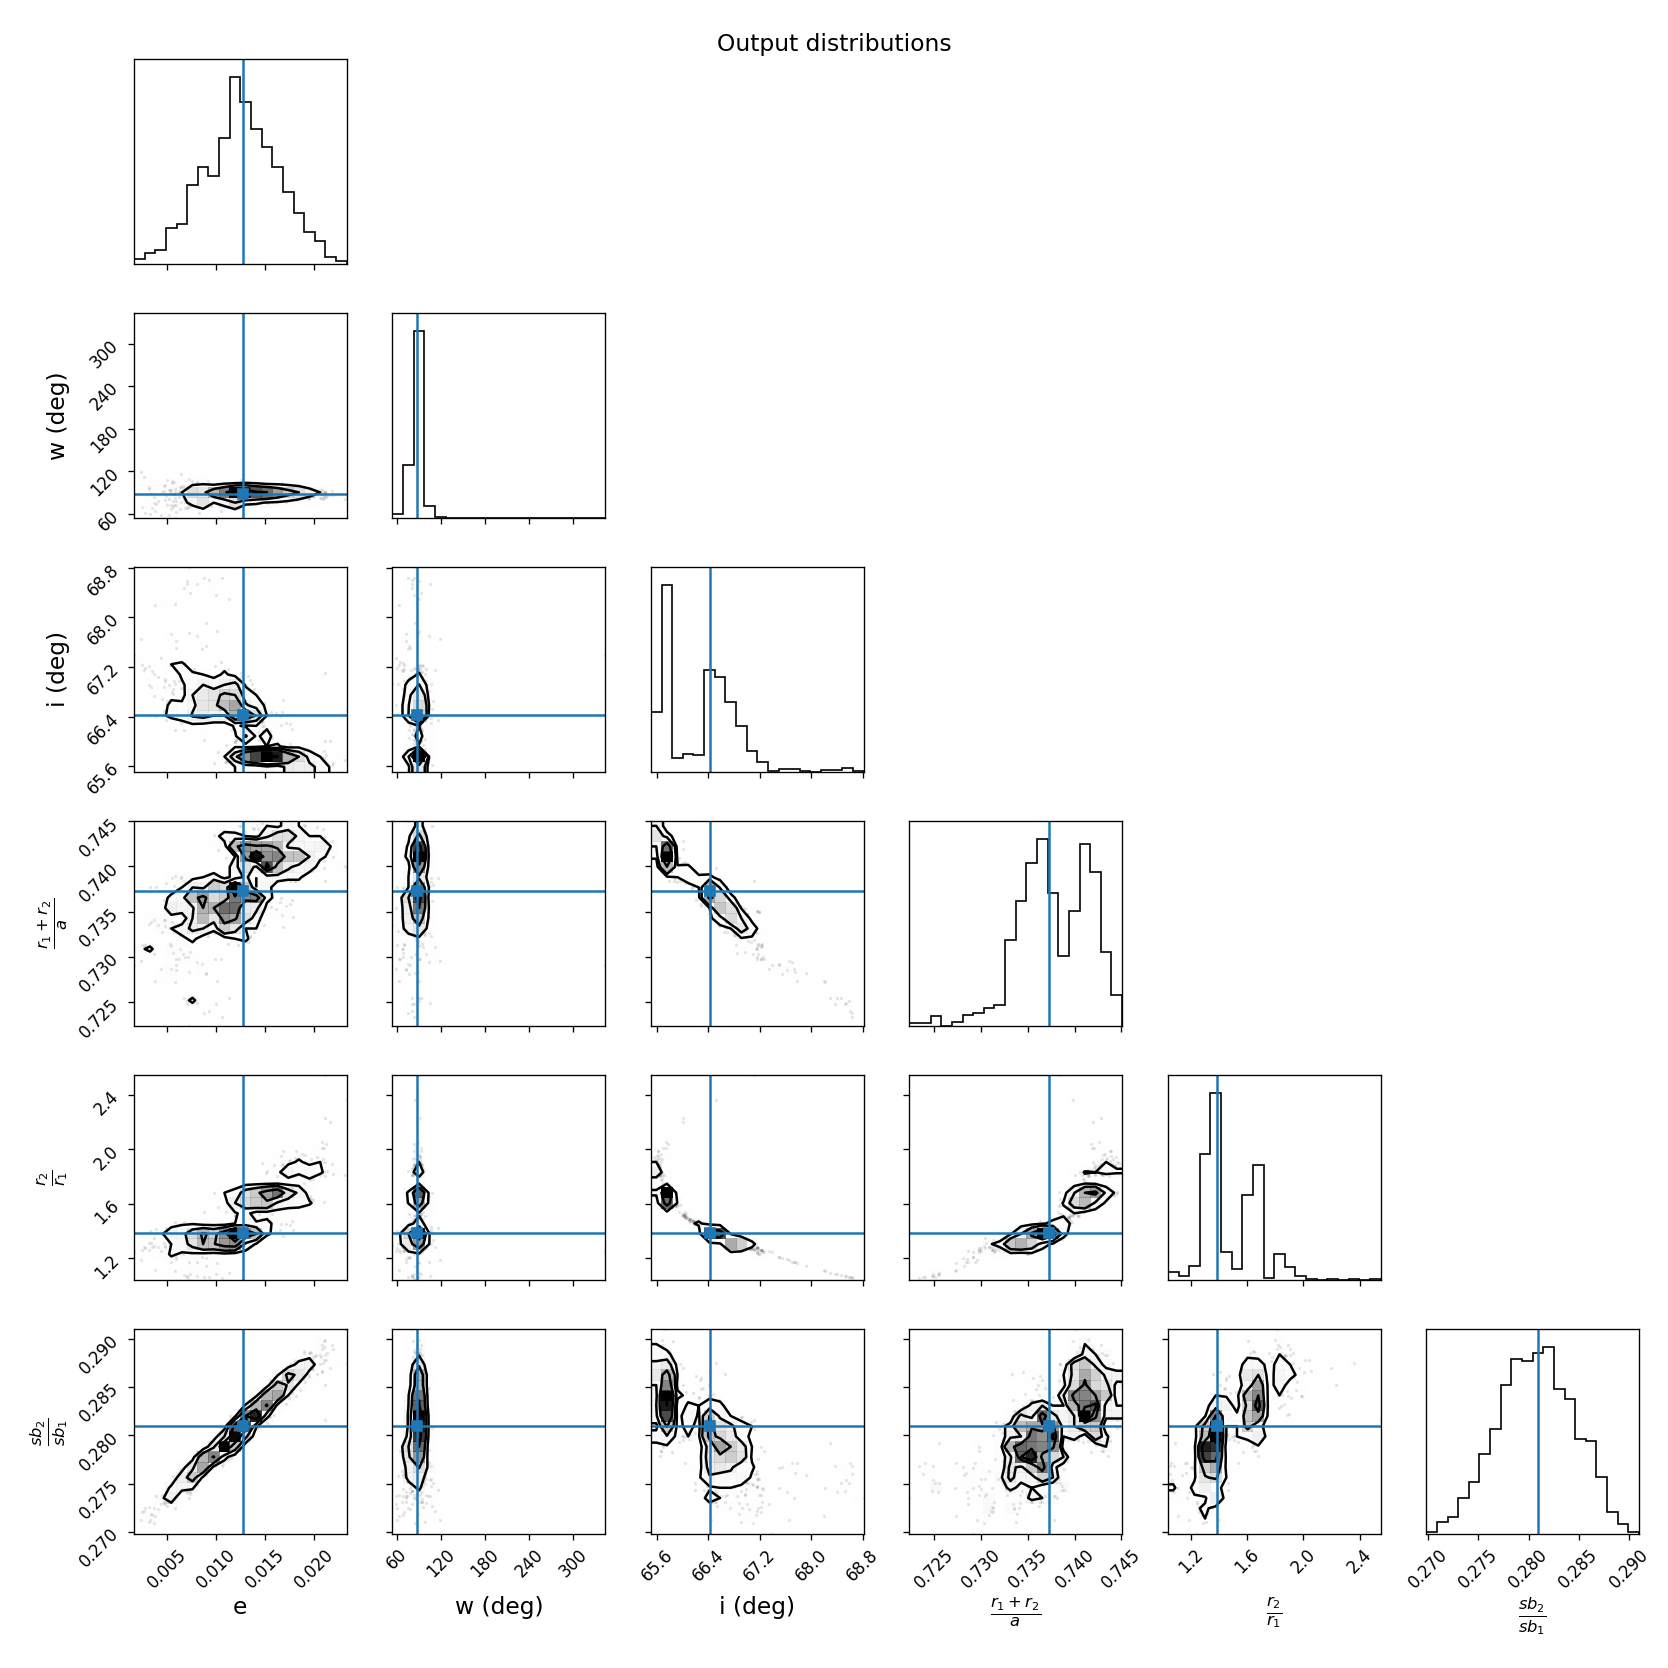 Output distributions
w (deg)
300
240
180
120
60
i (deg)
68.8
68.0
67.2
66.4
65.6
r₁ + r₂
a
0.745
0.740
0.735
0.730
0.725
r₂
r₁
2.4
2.0
1.6
1.2
sb₂
sb₁
0.290
0.285
0.280
0.275
0.270
0.005 0.010 0.015 0.020
60 120 180 240 300
65.6 66.4 67.2 68.0 68.8
0.725 0.730 0.735 0.740 0.745
1.2 1.6 2.0 2.4
0.270 0.275 0.280 0.285 0.290
e
w (deg)
i (deg)
r₁ + r₂
a
r₂
r₁
sb₂
sb₁